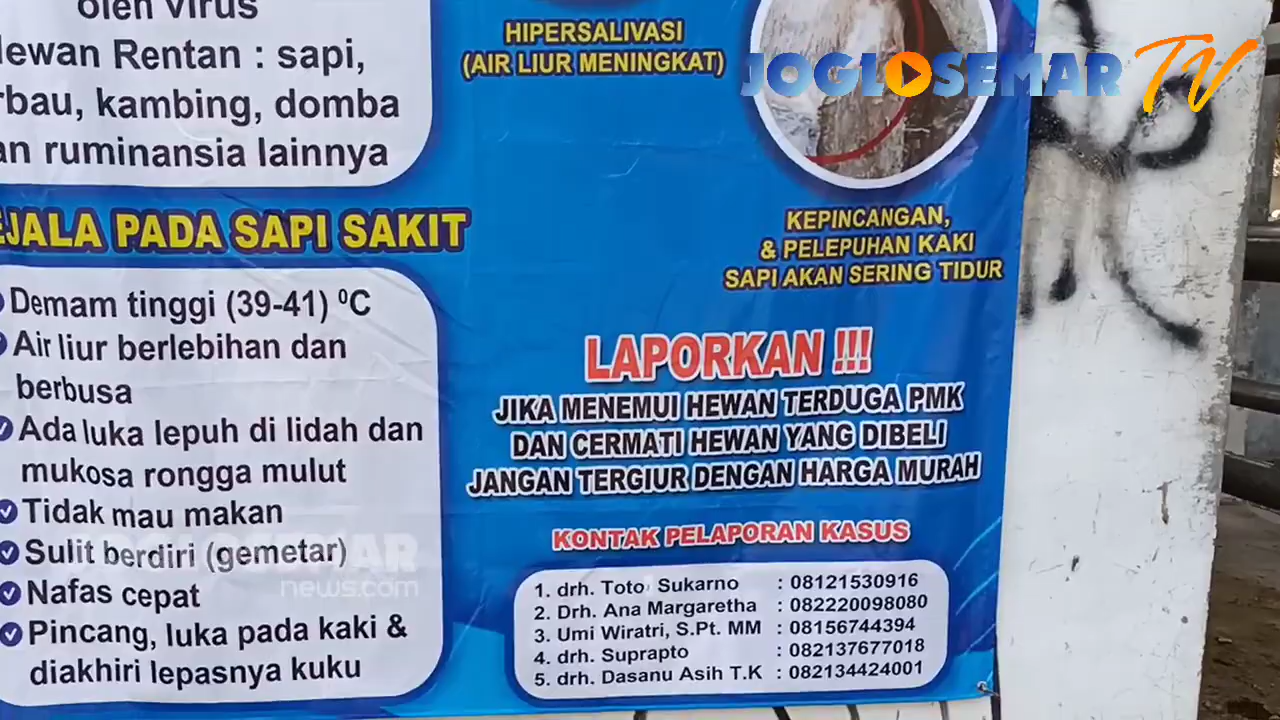 oleh virus
Hewan Rentan : sapi,
kerbau, kambing, domba
dan ruminansia lainnya
GEJALA PADA SAPI SAKIT
Demam tinggi (39-41) ⁰C
Air liur berlebihan dan
berbusa
Ada luka lepuh di lidah dan
mukosa rongga mulut
Tidak mau makan
Sulit berdiri (gemetar)
Nafas cepat
Pincang, luka pada kaki &
diakhiri lepasnya kuku
HIPERSALIVASI
(AIR LIUR MENINGKAT)
JOGLOSEMAR TV
KEPINCANGAN,
& PELEPUHAN KAKI
SAPI AKAN SERING TIDUR
LAPORKAN !!!
JIKA MENEMUI HEWAN TERDUGA PMK
DAN CERMATI HEWAN YANG DIBELI
JANGAN TERGIUR DENGAN HARGA MURAH
KONTAK PELAPORAN KASUS
1. drh. Toto Sukarno : 08121530916
2. Drh. Ana Margaretha : 082220098080
3. Umi Wiratri, S.Pt. MM : 08156744394
4. drh. Suprapto : 082137677018
5. drh. Dasanu Asih T.K : 082134424001
JOGLOSEMAR
news.com